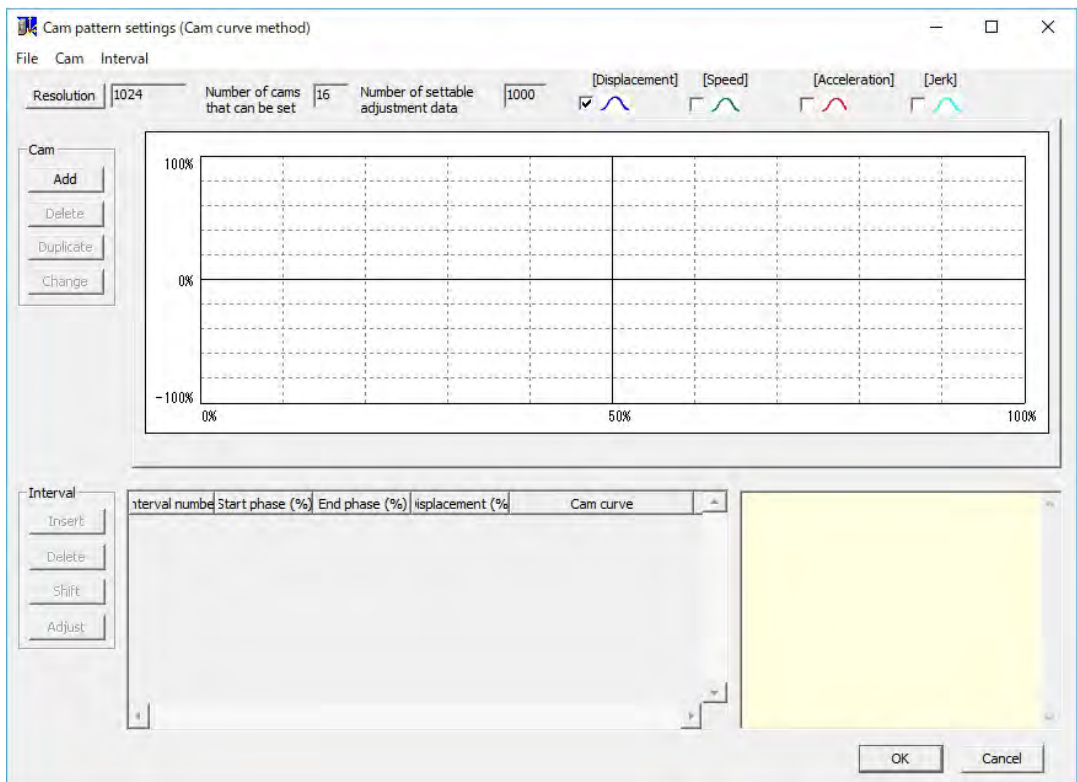 Cam pattern settings (Cam curve method)
File Cam Interval
Resolution 1024 Number of cams that can be set 16 Number of settable adjustment data 1000 [Displacement] [Speed] [Acceleration] [Jerk]
Cam
Add
Delete
Duplicate
Change
100%
0%
-100%
0% 50% 100%
Interval
Insert
Delete
Shift
Adjust
nterval numbe Start phase (%) End phase (%) isplacement (% Cam curve
OK Cancel